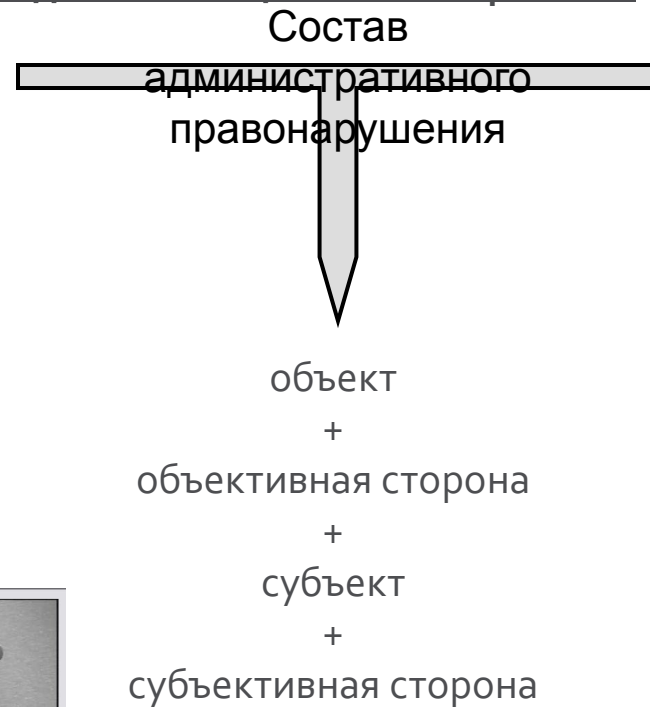 Состав
административного
правонарушения
объект
+
объективная сторона
+
субъект
+
субъективная сторона